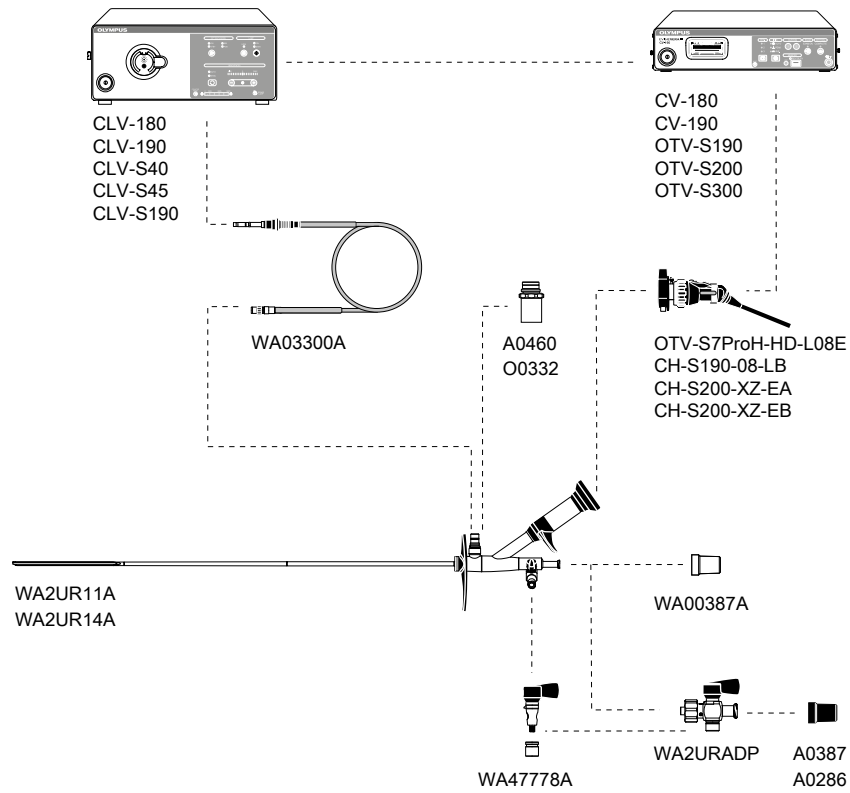 OLYMPUS
OLYMPUS
CLV-180
CLV-190
CLV-S40
CLV-S45
CLV-S190
CV-180
CV-190
OTV-S190
OTV-S200
OTV-S300
WA03300A
A0460
O0332
OTV-S7ProH-HD-L08E
CH-S190-08-LB
CH-S200-XZ-EA
CH-S200-XZ-EB
WA2UR11A
WA2UR14A
WA00387A
WA47778A
WA2URADP
A0387
A0286